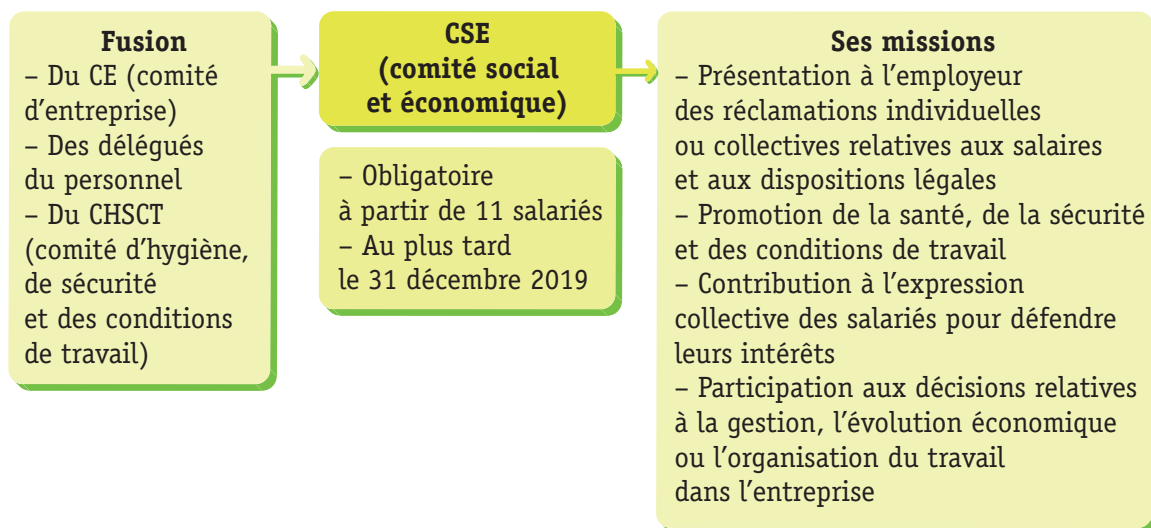 Fusion
– Du CE (comité
d’entreprise)
– Des délégués
du personnel
– Du CHSCT
(comité d’hygiène,
de sécurité
et des conditions
de travail)
CSE
(comité social
et économique)
– Obligatoire
à partir de 11 salariés
– Au plus tard
le 31 décembre 2019
Ses missions
– Présentation à l’employeur
des réclamations individuelles
ou collectives relatives aux salaires
et aux dispositions légales
– Promotion de la santé, de la sécurité
et des conditions de travail
– Contribution à l’expression
collective des salariés pour défendre
leurs intérêts
– Participation aux décisions relatives
à la gestion, l’évolution économique
ou l’organisation du travail
dans l’entreprise